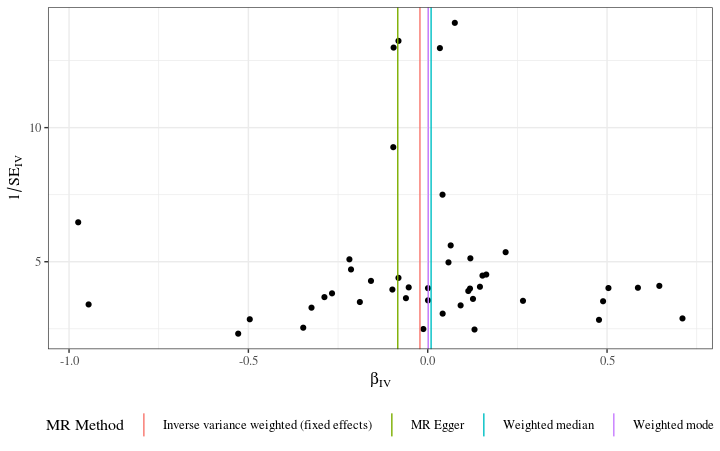 10
5
1/SE_IV
-1.0
-0.5
0.0
0.5
β_IV
MR Method
Inverse variance weighted (fixed effects)
MR Egger
Weighted median
Weighted mode